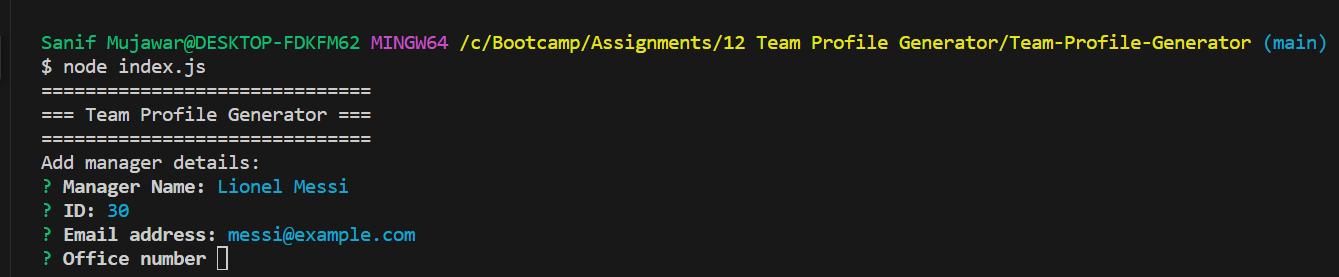 Sanif Mujawar@DESKTOP-FDKFM62 MINGW64 /c/Bootcamp/Assignments/12 Team Profile Generator/Team-Profile-Generator (main)
$ node index.js
==============================
=== Team Profile Generator ===
==============================
Add manager details:
? Manager Name: Lionel Messi
? ID: 30
? Email address: messi@example.com
? Office number